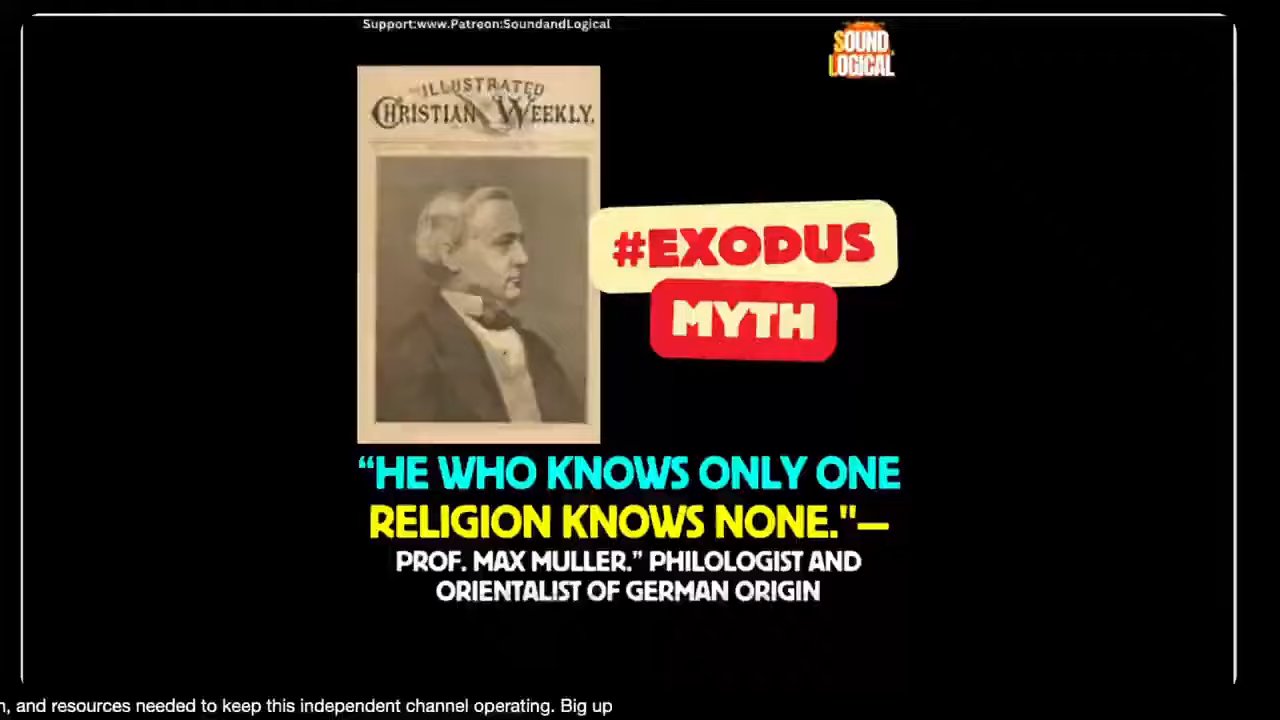 Support:www.Patreon:SoundandLogical
SOUND
LOGICAL
ILLUSTRATED
CHRISTIAN WEEKLY.
#EXODUS
MYTH
“HE WHO KNOWS ONLY ONE
RELIGION KNOWS NONE."—
PROF. MAX MULLER.” PHILOLOGIST AND
ORIENTALIST OF GERMAN ORIGIN
, and resources needed to keep this independent channel operating. Big up